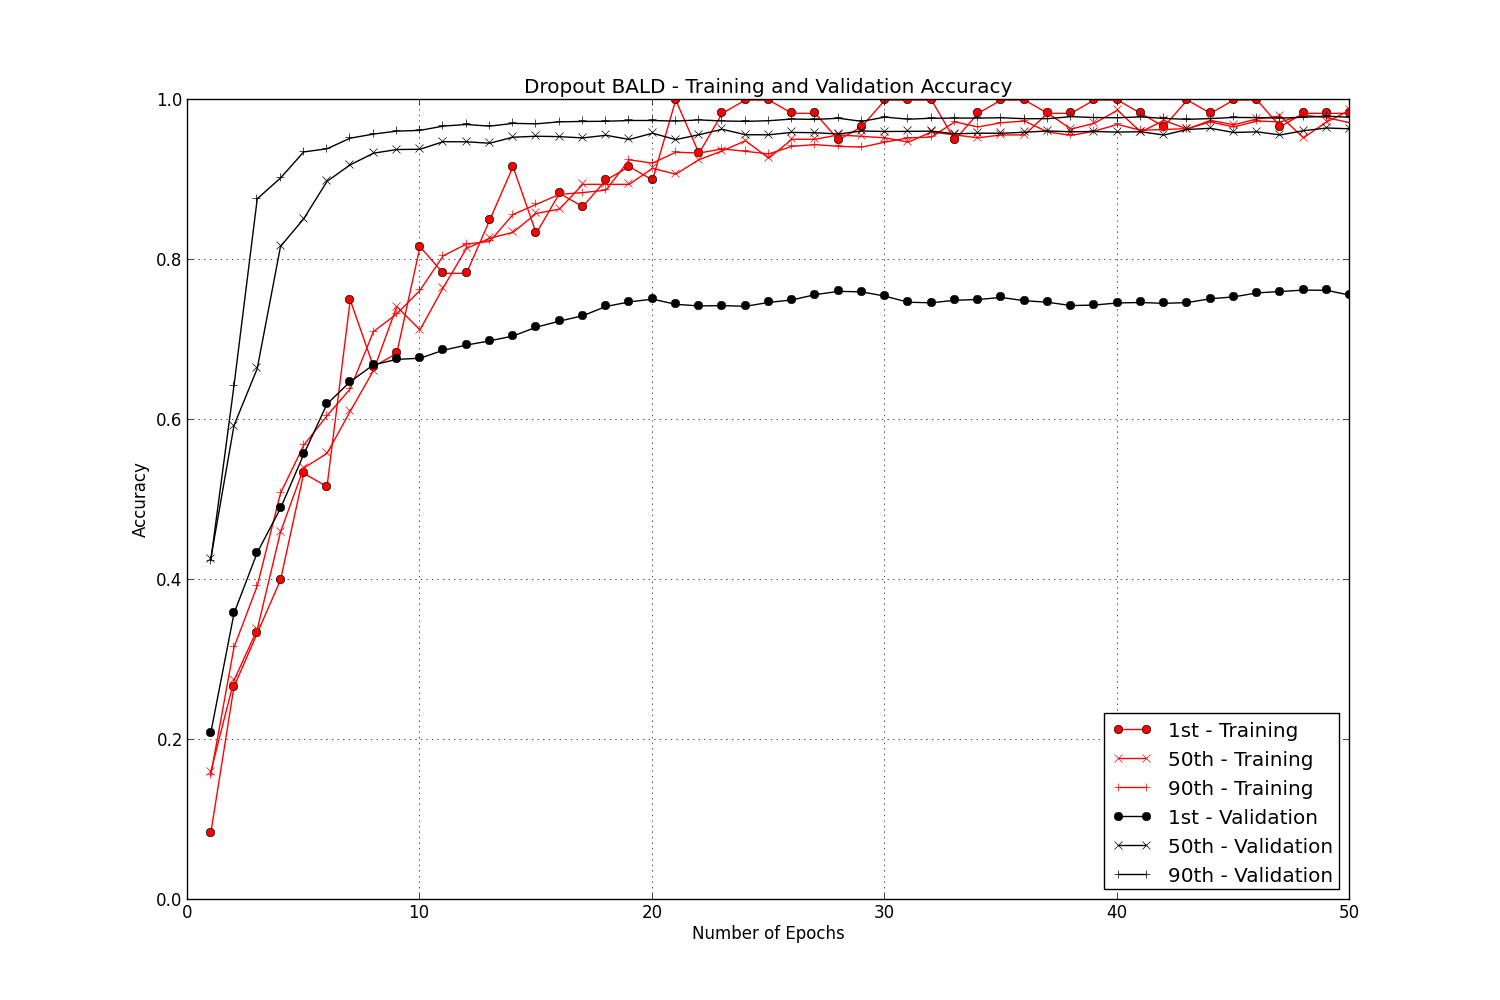 Dropout BALD - Training and Validation Accuracy
1.0
0.8
0.6
0.4
0.2
0.0
Accuracy
0 10 20 30 40 50
Number of Epochs
1st - Training
50th - Training
90th - Training
1st - Validation
50th - Validation
90th - Validation